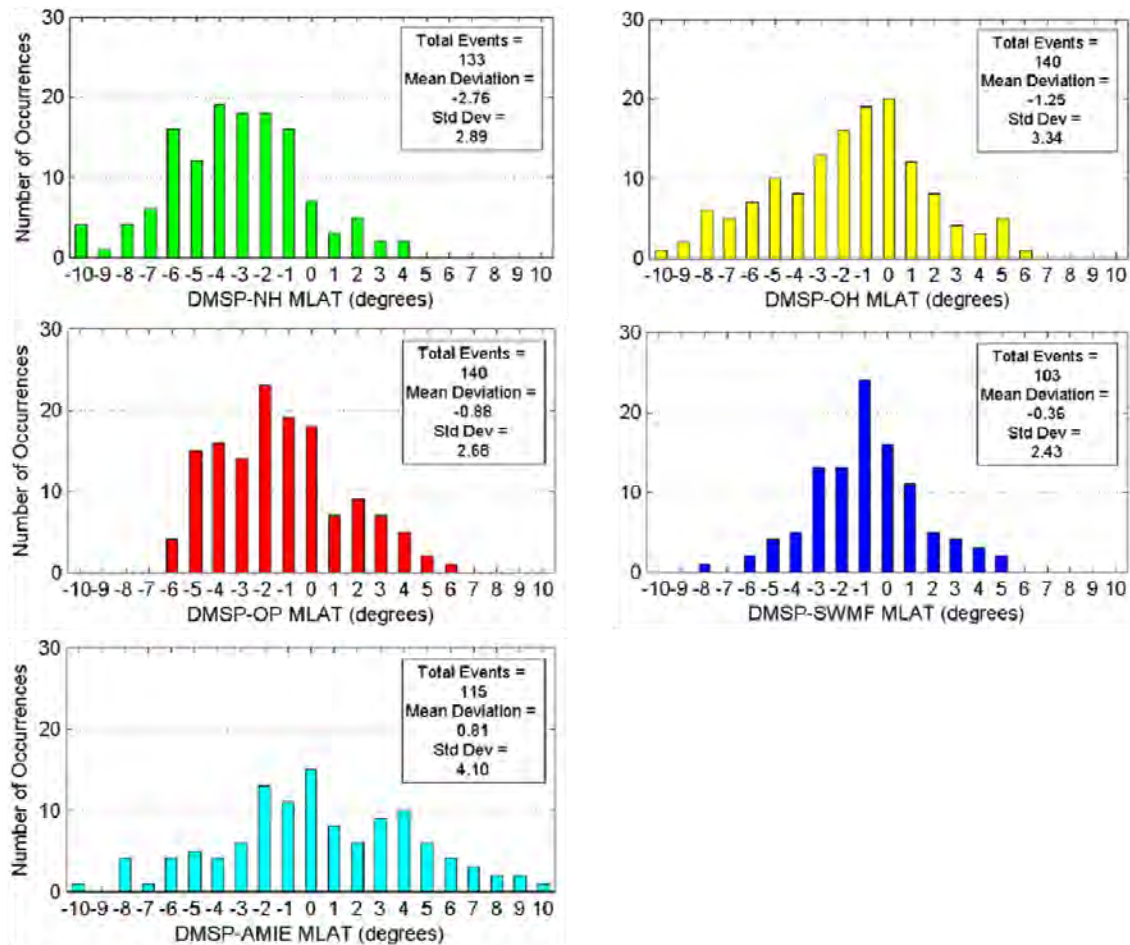 30
20
10
0
Number of Occurrences
Total Events =
133
Mean Deviation =
-2.76
Std Dev =
2.89
-10 -9 -8 -7 -6 -5 -4 -3 -2 -1 0 1 2 3 4 5 6 7 8 9 10
DMSP-NH MLAT (degrees)
30
20
10
0
Total Events =
140
Mean Deviation =
-1.25
Std Dev =
3.34
-10 -9 -8 -7 -6 -5 -4 -3 -2 -1 0 1 2 3 4 5 6 7 8 9 10
DMSP-OH MLAT (degrees)
30
20
10
0
Number of Occurrences
Total Events =
140
Mean Deviation =
-0.88
Std Dev =
2.68
-10 -9 -8 -7 -6 -5 -4 -3 -2 -1 0 1 2 3 4 5 6 7 8 9 10
DMSP-OP MLAT (degrees)
30
20
10
0
Total Events =
103
Mean Deviation =
-0.36
Std Dev =
2.43
-10 -9 -8 -7 -6 -5 -4 -3 -2 -1 0 1 2 3 4 5 6 7 8 9 10
DMSP-SWMF MLAT (degrees)
30
20
10
0
Number of Occurrences
Total Events =
115
Mean Deviation =
0.81
Std Dev =
4.10
-10 -9 -8 -7 -6 -5 -4 -3 -2 -1 0 1 2 3 4 5 6 7 8 9 10
DMSP-AMIE MLAT (degrees)